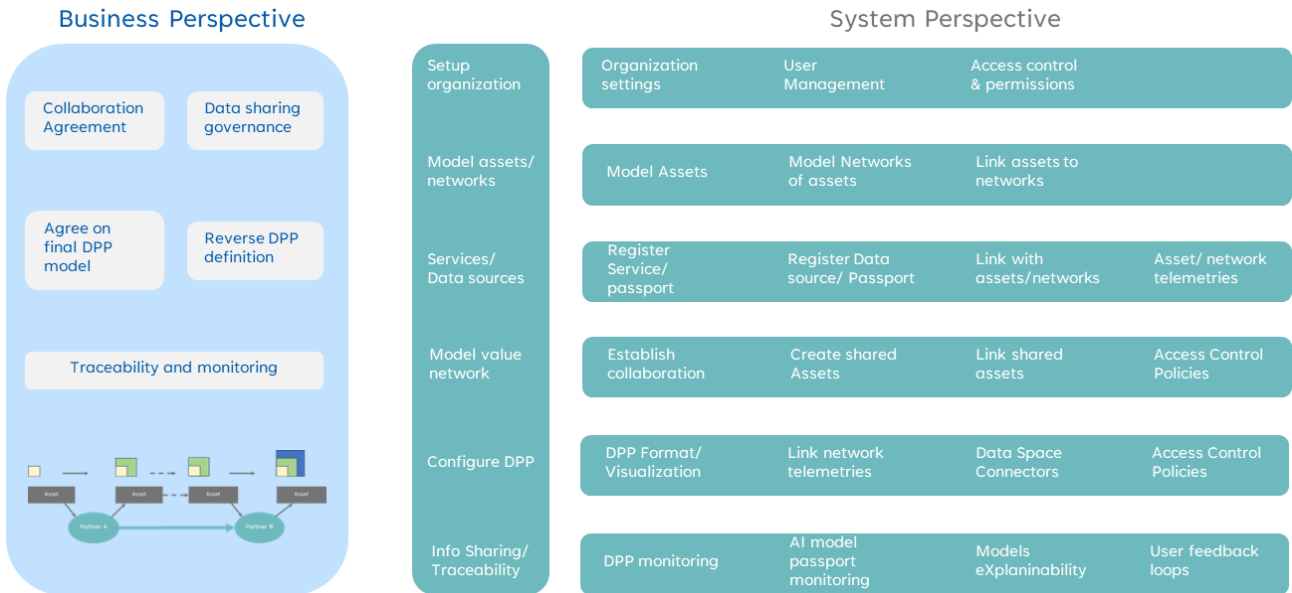 Business Perspective
System Perspective
Collaboration
Agreement
Data sharing
governance
Agree on
final DPP
model
Reverse DPP
definition
Traceability and monitoring
Asset
Asset
Asset
Asset
Partner A
Partner B
Setup
organization
Organization
settings
User
Management
Access control
& permissions
Model assets/
networks
Model Assets
Model Networks
of assets
Link assets to
networks
Services/
Data sources
Register
Service/
passport
Register Data
source/ Passport
Link with
assets/networks
Asset/ network
telemetries
Model value
network
Establish
collaboration
Create shared
Assets
Link shared
assets
Access Control
Policies
Configure DPP
DPP Format/
Visualization
Link network
telemetries
Data Space
Connectors
Access Control
Policies
Info Sharing/
Traceability
DPP monitoring
AI model
passport
monitoring
Models
eXplaninability
User feedback
loops